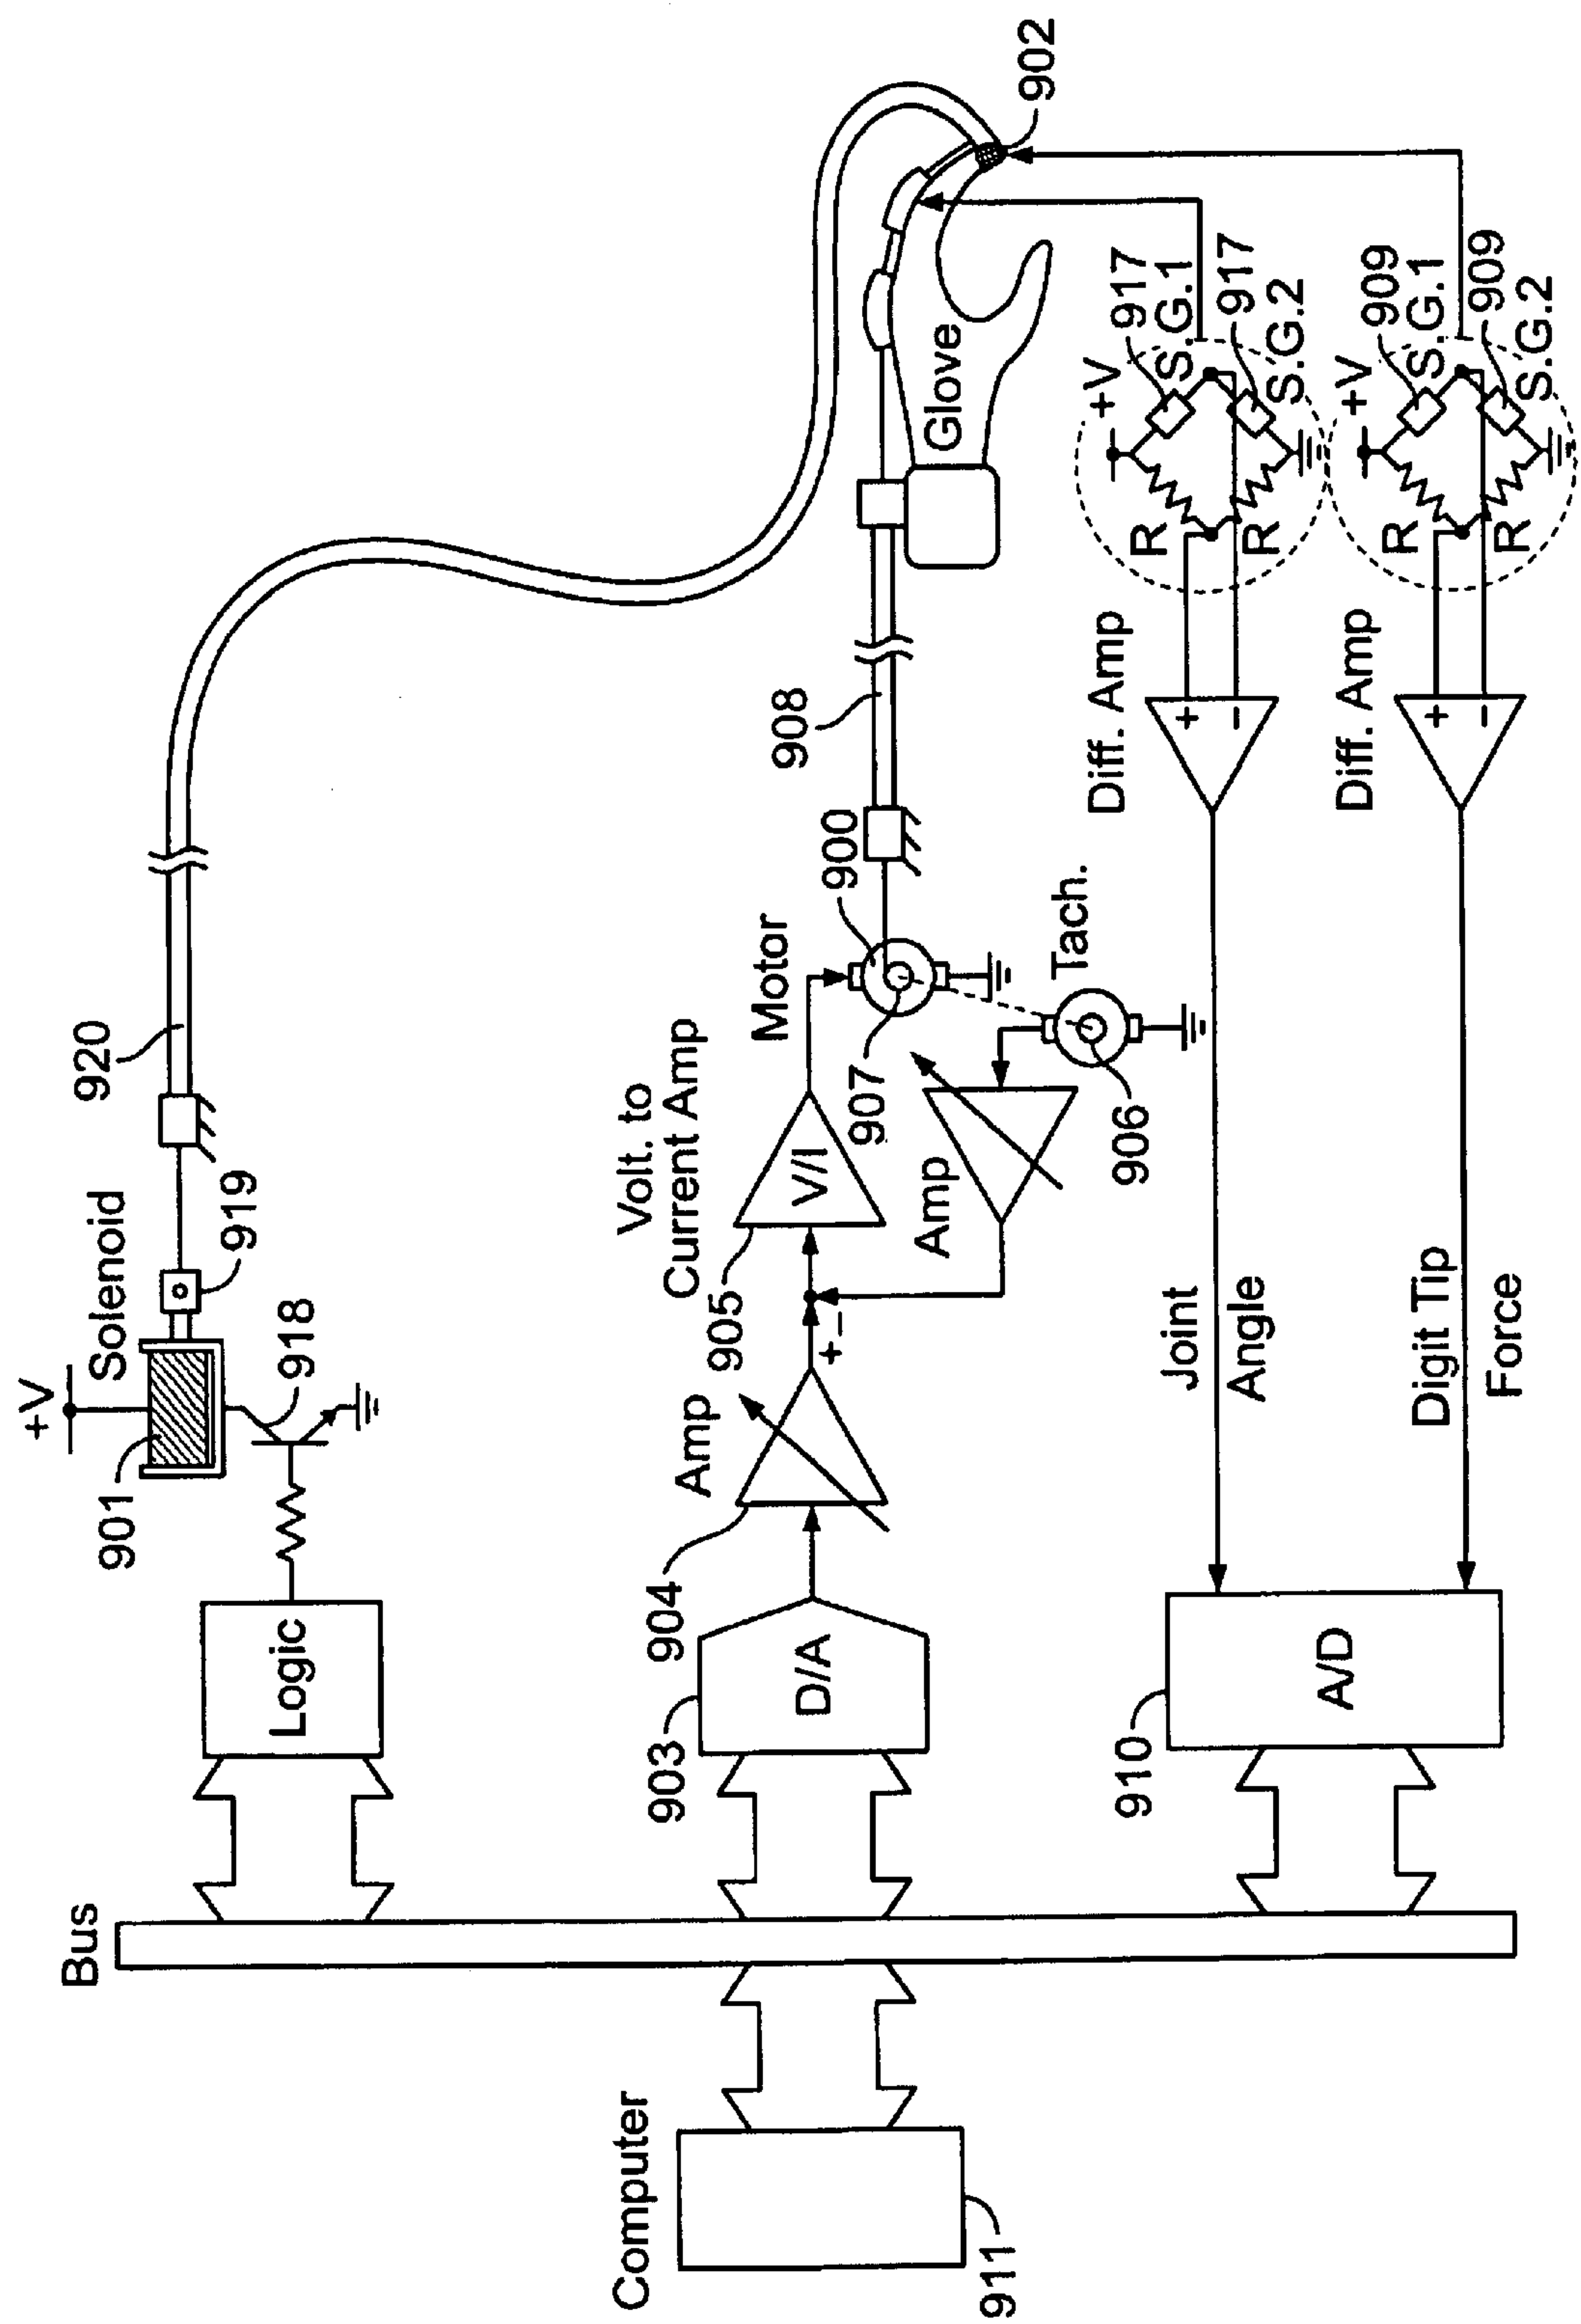 Computer
911
Bus
Logic
901
+V
Solenoid
918
919
920
903
D/A
904
Amp
+
−
905
Volt. to
Current Amp
V/I
Amp
Motor
900
907
906
Tach.
908
Glove
902
910
A/D
Joint
Angle
Digit Tip
Force
Diff. Amp
+
−
R
R
+V
917
S.G.1
917
S.G.2
Diff. Amp
+
−
R
R
+V
909
S.G.1
909
S.G.2